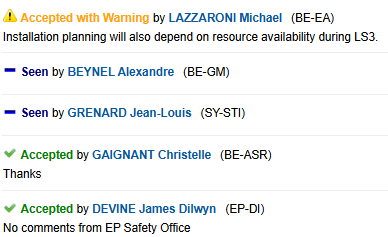 Accepted with Warning by LAZZARONI Michael (BE-EA)
Installation planning will also depend on resource availability during LS3.
Seen by BEYNEL Alexandre (BE-GM)
Seen by GRENARD Jean-Louis (SY-STI)
Accepted by GAIGNANT Christelle (BE-ASR)
Thanks
Accepted by DEVINE James Dilwyn (EP-DI)
No comments from EP Safety Office